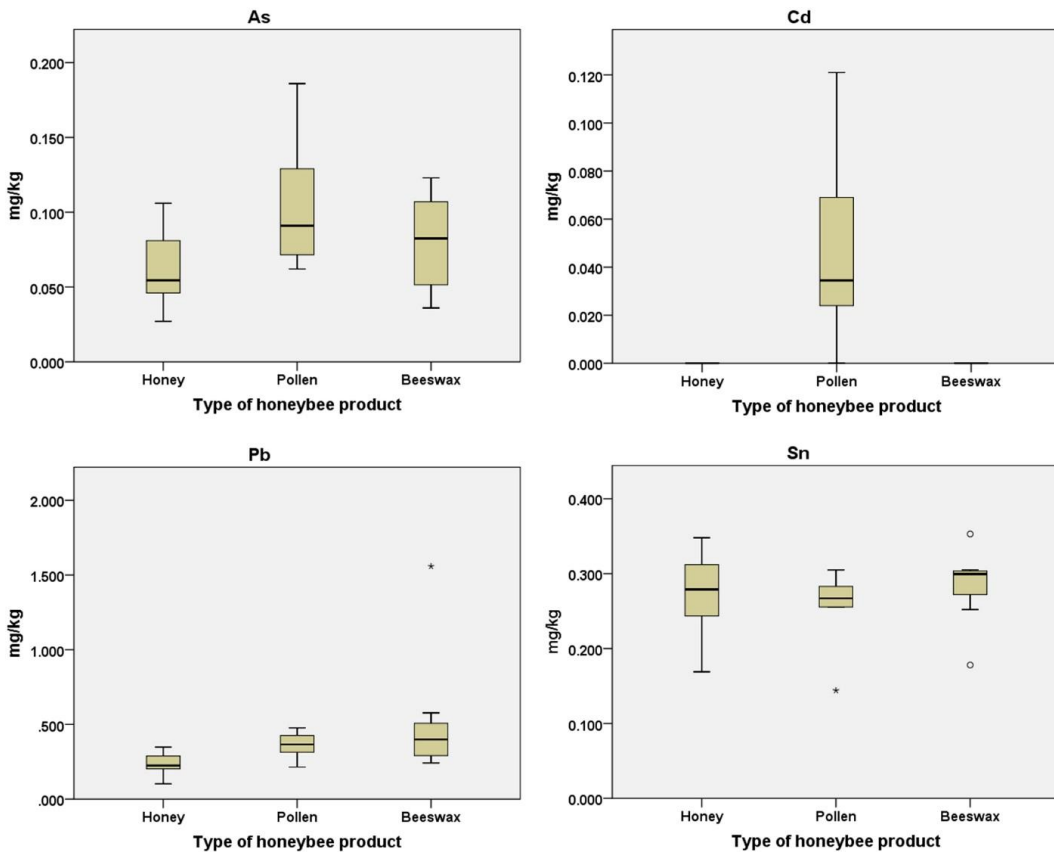 As
mg/kg
0.200
0.150
0.100
0.050
0.000
Honey Pollen Beeswax
Type of honeybee product
Cd
mg/kg
0.120
0.100
0.080
0.060
0.040
0.020
0.000
Honey Pollen Beeswax
Type of honeybee product
Pb
mg/kg
2.000
1.500
1.000
.500
.000
*
Honey Pollen Beeswax
Type of honeybee product
Sn
mg/kg
0.400
0.300
0.200
0.100
0.000
*
Honey Pollen Beeswax
Type of honeybee product